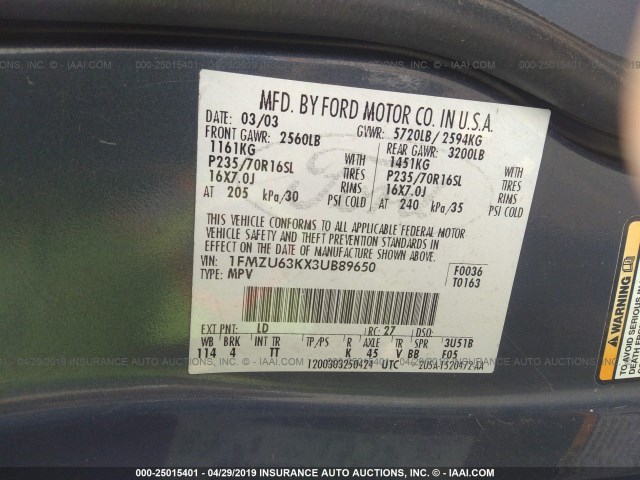 000-25015401 - 04/29/2019 INSURANCE AUTO AUCTIONS, INC. - IAAI.COM
MFD. BY FORD MOTOR CO. IN U.S.A.
DATE: 03/03 GVWR: 5720LB/2594KG
FRONT GAWR: 2560LB REAR GAWR: 3200LB
1161KG WITH 1451KG WITH
P235/70R16SL TIRES P235/70R16SL TIRES
16X7.0J RIMS 16X7.0J RIMS
AT 205 kPa/30 PSI COLD AT 240 kPa/35 PSI COLD
Ford
THIS VEHICLE CONFORMS TO ALL APPLICABLE FEDERAL MOTOR
VEHICLE SAFETY AND THEFT PREVENTION STANDARDS IN
EFFECT ON THE DATE OF MANUFACTURE SHOWN ABOVE.
VIN: 1FMZU63KX3UB89650 F0036
TYPE: MPV T0163
EXT PNT: LD RC: 27 DSO:
WB BRK INT TR TP/PS R AXLE TR SPR 3U51B
114 4 TT K 45 V BB F05
1200303250424 UTC
WARNING
000-25015401 | 04/29/2019 | INSURANCE AUTO AUCTIONS, INC. | - IAAI.COM